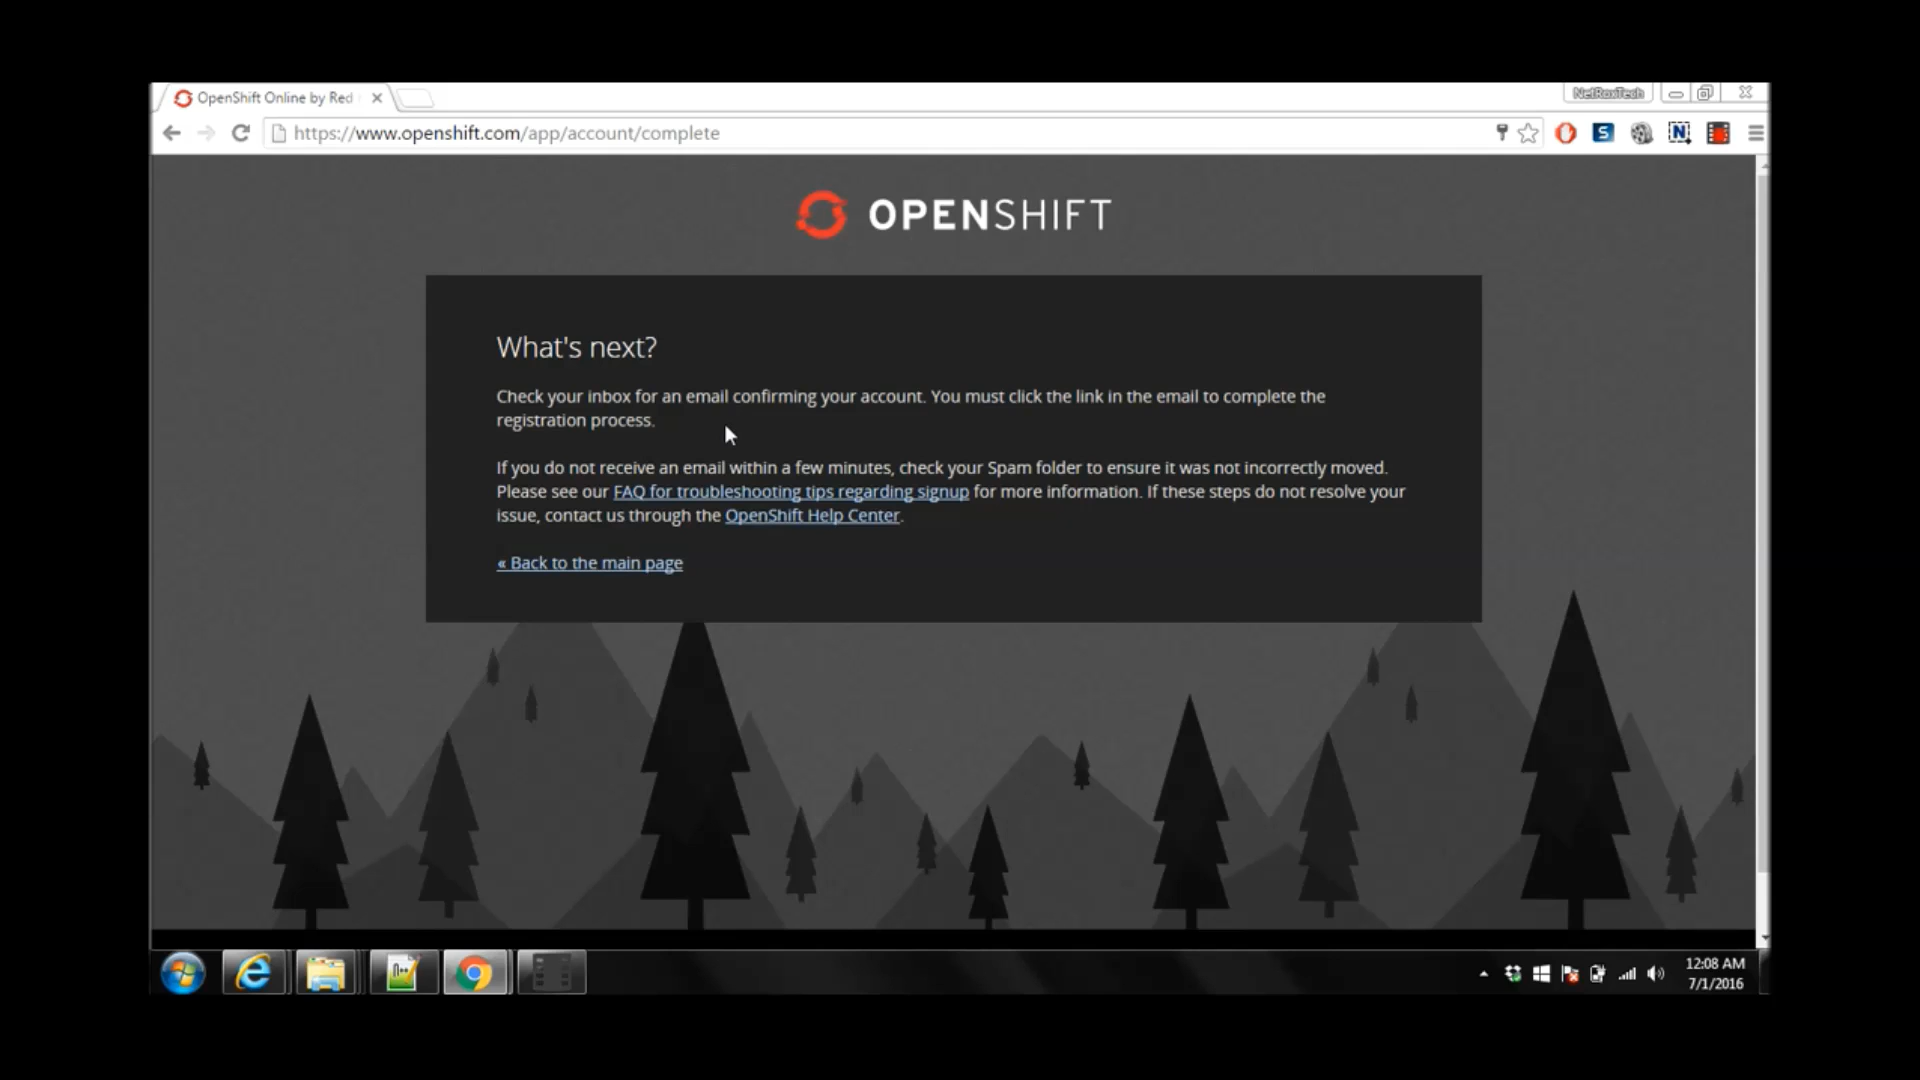 OpenShift Online by Red
NetRoxTech
https://www.openshift.com/app/account/complete
OPENSHIFT
What's next?
Check your inbox for an email confirming your account. You must click the link in the email to complete the
registration process.
If you do not receive an email within a few minutes, check your Spam folder to ensure it was not incorrectly moved.
Please see our FAQ for troubleshooting tips regarding signup for more information. If these steps do not resolve your
issue, contact us through the OpenShift Help Center.
« Back to the main page
12:08 AM
7/1/2016